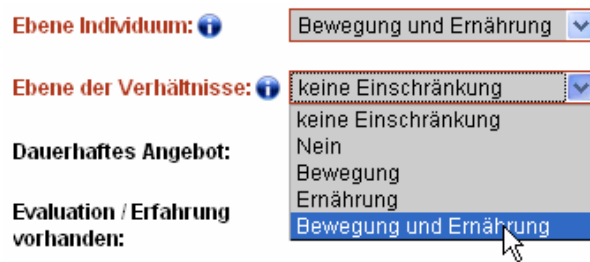 Ebene Individuum: Bewegung und Ernährung
Ebene der Verhältnisse: keine Einschränkung
keine Einschränkung
Nein
Dauerhaftes Angebot:
Bewegung
Ernährung
Evaluation / Erfahrung
vorhanden:
Bewegung und Ernährung